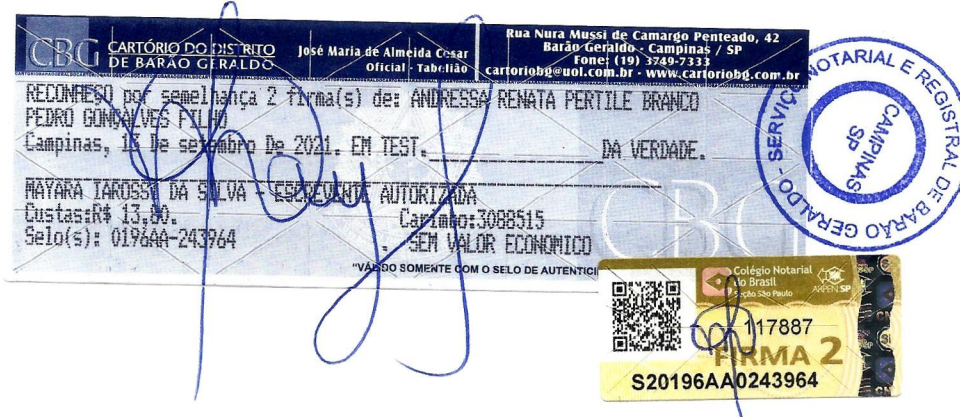 CBG
CARTÓRIO DO DISTRITO
DE BARÃO GERALDO
José Maria de Almeida Cesar
Oficial - Tabelião
Rua Nura Mussi de Camargo Penteado, 42
Barão Geraldo - Campinas / SP
Fone: (19) 3749-7333
cartoriobg@uol.com.br - www.cartoriobg.com.br
RECONHEÇO por semelhança 2 firma(s) de: ANDRESSA RENATA PERTILE BRANCO
PEDRO GONÇALVES FILHO
Campinas, 13 De setembro De 2021. EM TEST. DA VERDADE.
MAYARA IAROSSI DA SILVA - ESCREVENTE AUTORIZADA
Custas:R$ 13,80. Carimbo:3088515
Selo(s): 0196AA-243964 . SEM VALOR ECONOMICO
CBG
"VÁLIDO SOMENTE COM O SELO DE AUTENTICI
SERVIÇO NOTARIAL E REGISTRAL DE BARÃO GERALDO -
CAMPINAS
SP
Colégio Notarial
do Brasil
Seção São Paulo
ARPEN SP
117887
FIRMA 2
S20196AA0243964